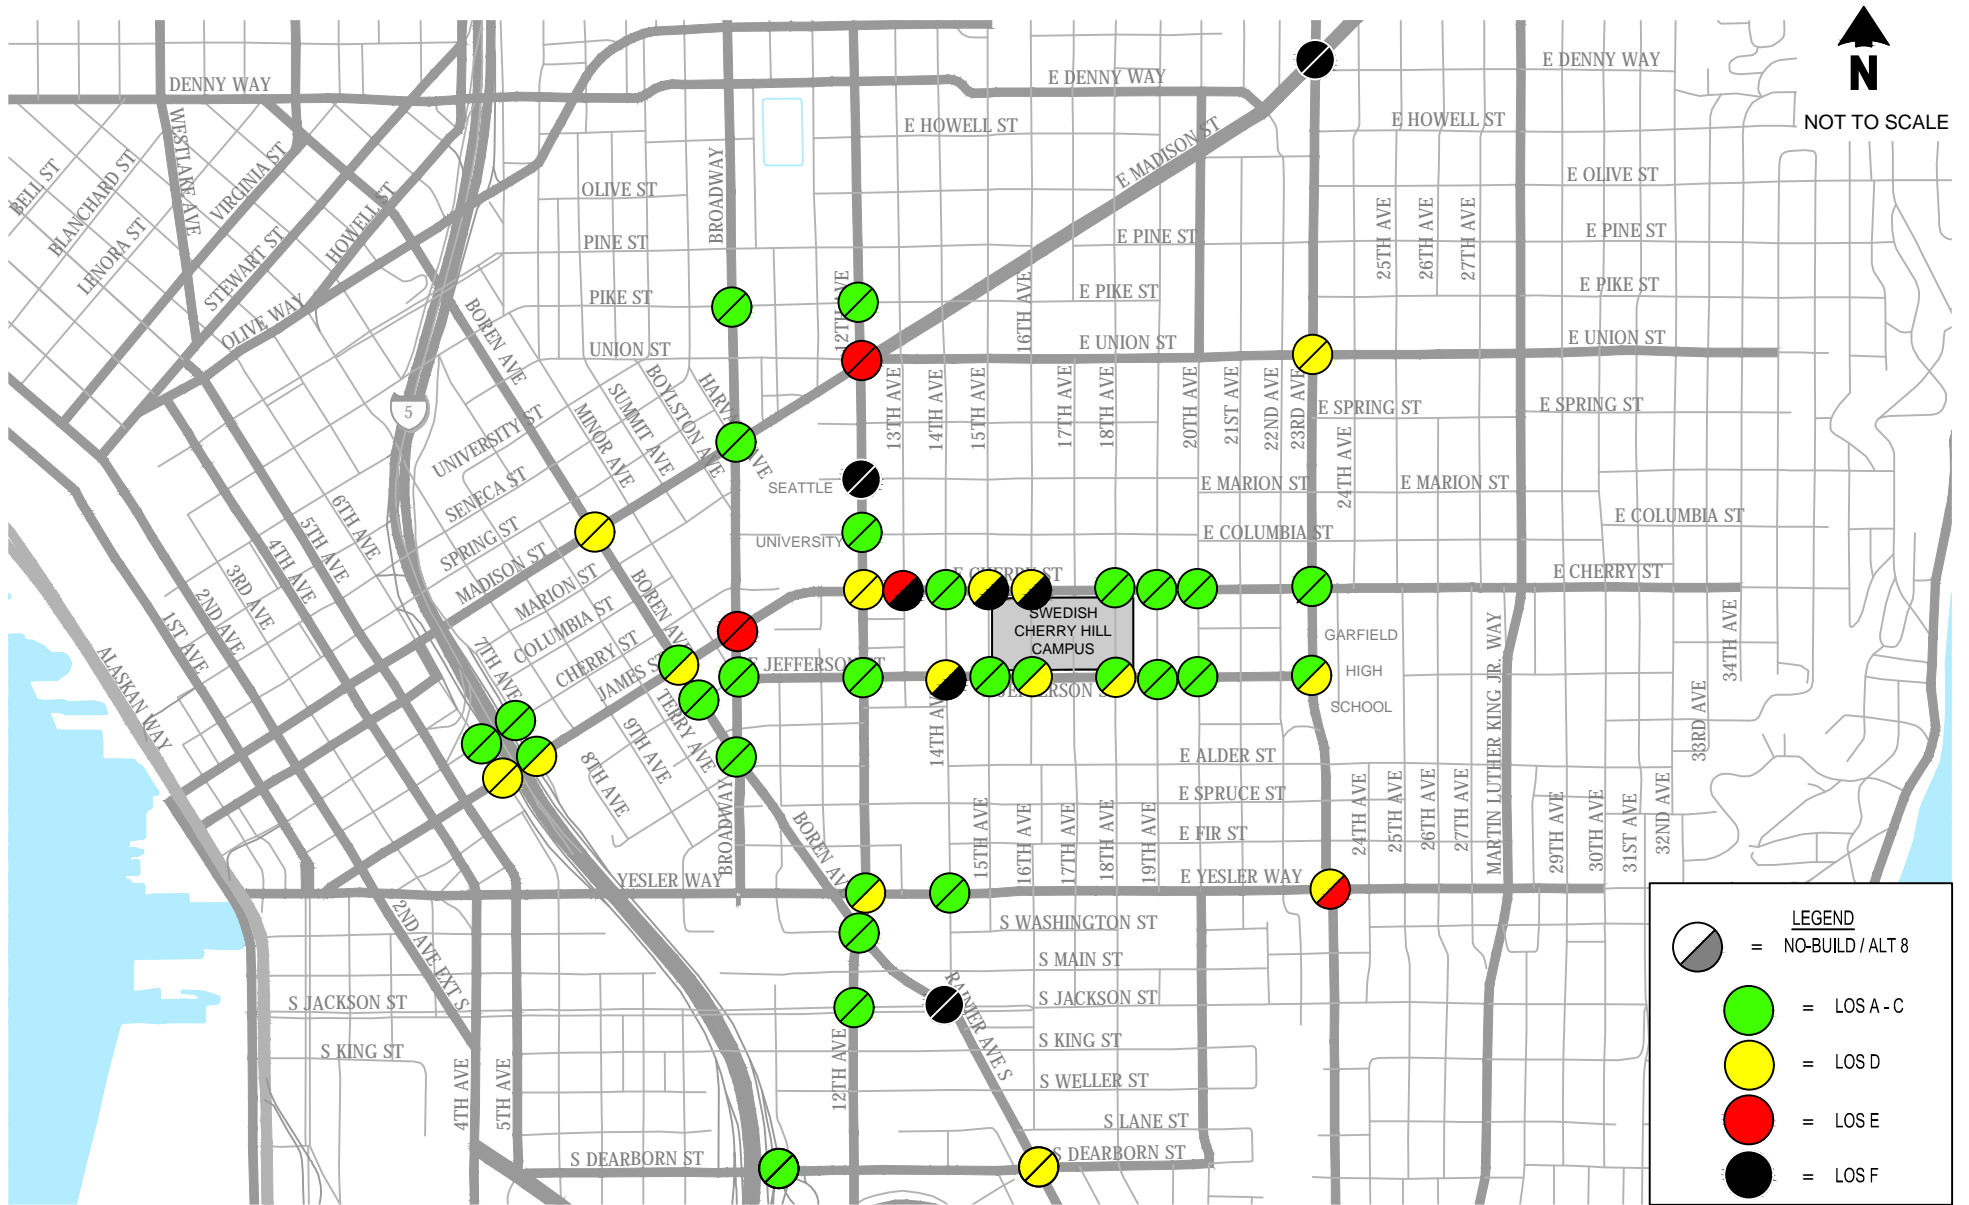 N
NOT TO SCALE
DENNY WAY
E DENNY WAY
E DENNY WAY
WESTLAKE AVE
E HOWELL ST
E HOWELL ST
E MADISON ST
BELL ST
BLANCHARD ST
LENORA ST
VIRGINIA ST
STEWART ST
HOWELL ST
OLIVE WAY
OLIVE ST
E OLIVE ST
BROADWAY
PINE ST
E PINE ST
E PINE ST
25TH AVE
26TH AVE
27TH AVE
PIKE ST
12TH AVE
16TH AVE
E PIKE ST
E PIKE ST
BOREN AVE
UNION ST
E UNION ST
E UNION ST
5
UNIVERSITY ST
SENECA ST
SPRING ST
MADISON ST
MARION ST
COLUMBIA ST
CHERRY ST
JAMES ST
MINOR AVE
SUMMIT AVE
BOYLSTON AVE
13TH AVE
14TH AVE
15TH AVE
17TH AVE
18TH AVE
20TH AVE
21ST AVE
22ND AVE
23RD AVE
E SPRING ST
E SPRING ST
24TH AVE
SEATTLE
UNIVERSITY
E MARION ST
E MARION ST
E COLUMBIA ST
E COLUMBIA ST
E CHERRY ST
E CHERRY ST
6TH AVE
5TH AVE
4TH AVE
3RD AVE
2ND AVE
1ST AVE
ALASKAN WAY
7TH AVE
8TH AVE
9TH AVE
TERRY AVE
BOREN AVE
SWEDISH
CHERRY HILL
CAMPUS
GARFIELD
HIGH
SCHOOL
E JEFFERSON ST
MARTIN LUTHER KING JR. WAY
34TH AVE
33RD AVE
14TH AVE
E ALDER ST
E SPRUCE ST
E FIR ST
BROADWAY
BOREN AVE
15TH AVE
16TH AVE
17TH AVE
18TH AVE
19TH AVE
24TH AVE
25TH AVE
26TH AVE
27TH AVE
29TH AVE
30TH AVE
31ST AVE
32ND AVE
YESLER WAY
E YESLER WAY
2ND AVE EXT S
S WASHINGTON ST
S MAIN ST
S JACKSON ST
S JACKSON ST
S KING ST
S KING ST
RAINIER AVE S
S WELLER ST
S LANE ST
4TH AVE
5TH AVE
12TH AVE
S DEARBORN ST
S DEARBORN ST
LEGEND
= NO-BUILD / ALT 8
= LOS A - C
= LOS D
= LOS E
= LOS F